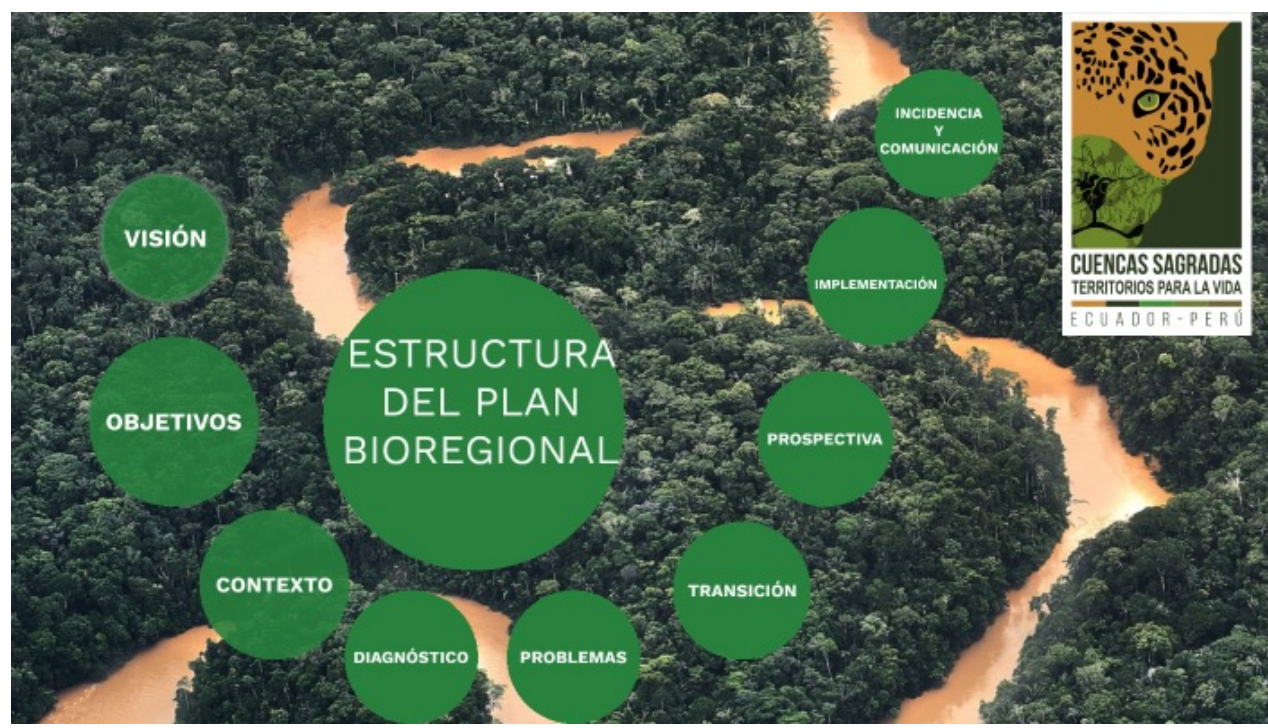 ESTRUCTURA
DEL PLAN
BIOREGIONAL
VISIÓN
OBJETIVOS
CONTEXTO
DIAGNÓSTICO
PROBLEMAS
TRANSICIÓN
PROSPECTIVA
IMPLEMENTACIÓN
INCIDENCIA
Y
COMUNICACIÓN
CUENCAS SAGRADAS
TERRITORIOS PARA LA VIDA
ECUADOR-PERÚ